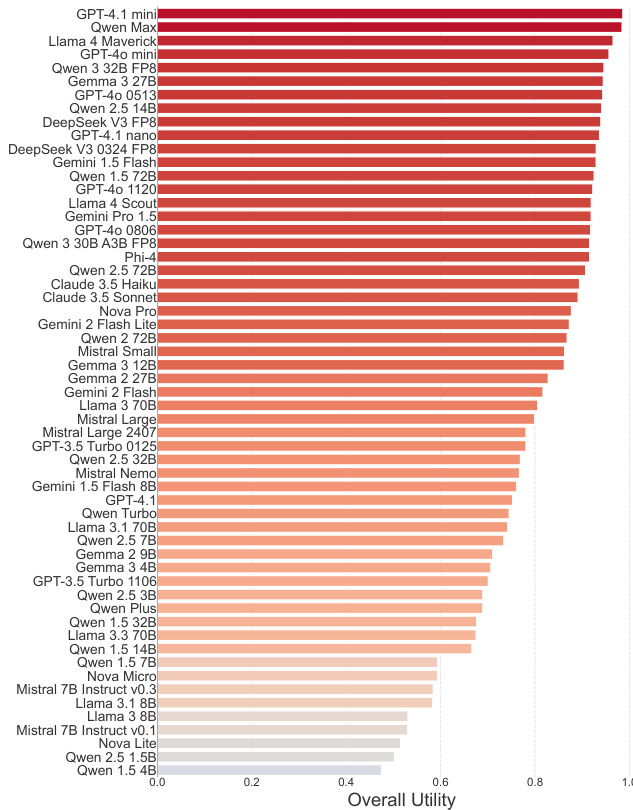 GPT-4.1 mini
Qwen Max
Llama 4 Maverick
GPT-4o mini
Qwen 3 32B FP8
Gemma 3 27B
GPT-4o 0513
Qwen 2.5 14B
DeepSeek V3 FP8
GPT-4.1 nano
DeepSeek V3 0324 FP8
Gemini 1.5 Flash
Qwen 1.5 72B
GPT-4o 1120
Llama 4 Scout
Gemini Pro 1.5
GPT-4o 0806
Qwen 3 30B A3B FP8
Phi-4
Qwen 2.5 72B
Claude 3.5 Haiku
Claude 3.5 Sonnet
Nova Pro
Gemini 2 Flash Lite
Qwen 2 72B
Mistral Small
Gemma 3 12B
Gemma 2 27B
Gemini 2 Flash
Llama 3 70B
Mistral Large
Mistral Large 2407
GPT-3.5 Turbo 0125
Qwen 2.5 32B
Mistral Nemo
Gemini 1.5 Flash 8B
GPT-4.1
Qwen Turbo
Llama 3.1 70B
Qwen 2.5 7B
Gemma 2 9B
Gemma 3 4B
GPT-3.5 Turbo 1106
Qwen 2.5 3B
Qwen Plus
Qwen 1.5 32B
Llama 3.3 70B
Qwen 1.5 14B
Qwen 1.5 7B
Nova Micro
Mistral 7B Instruct v0.3
Llama 3.1 8B
Llama 3 8B
Mistral 7B Instruct v0.1
Nova Lite
Qwen 2.5 1.5B
Qwen 1.5 4B
0.0 0.2 0.4 0.6 0.8 1.0
Overall Utility